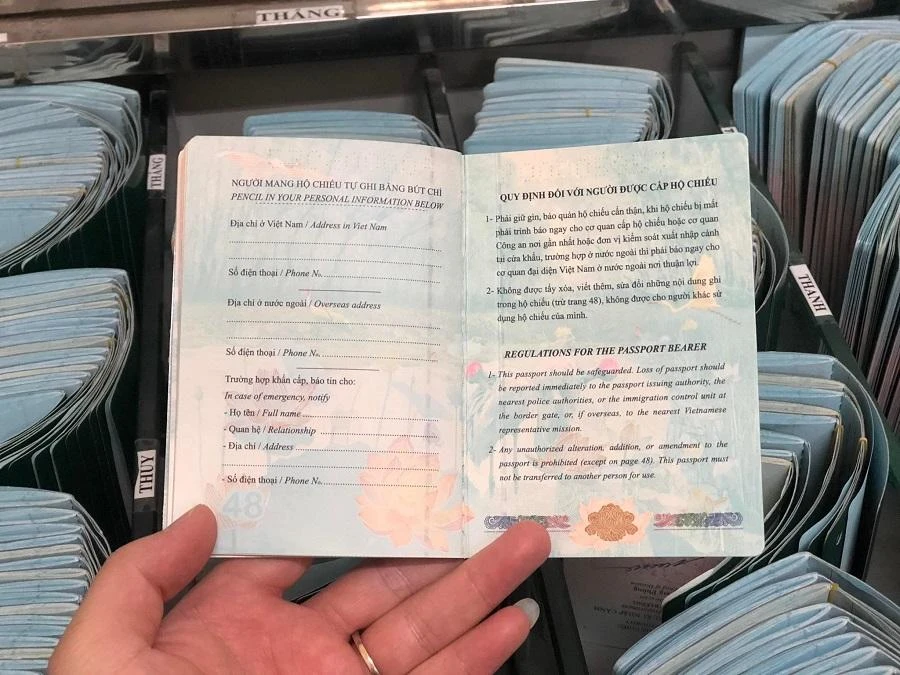 THẮNG
THẮNG
THANH
THUY
NGƯỜI MANG HỘ CHIẾU TỰ GHI BẰNG BÚT CHÌ
PENCIL IN YOUR PERSONAL INFORMATION BELOW
Địa chỉ ở Việt Nam / Address in Viet Nam
Số điện thoại / Phone No.
Địa chỉ ở nước ngoài / Overseas address
Số điện thoại / Phone No.
Trường hợp khẩn cấp, báo tin cho:
In case of emergency, notify
- Họ tên / Full name
- Quan hệ / Relationship
- Địa chỉ / Address
- Số điện thoại / Phone No.
48
QUY ĐỊNH ĐỐI VỚI NGƯỜI ĐƯỢC CẤP HỘ CHIẾU
1- Phải giữ gìn, bảo quản hộ chiếu cẩn thận, khi hộ chiếu bị mất
phải trình báo ngay cho cơ quan cấp hộ chiếu hoặc cơ quan
Công an nơi gần nhất hoặc đơn vị kiểm soát xuất nhập cảnh
tại cửa khẩu, trường hợp ở nước ngoài thì phải báo ngay cho
cơ quan đại diện Việt Nam ở nước ngoài nơi thuận lợi.
2- Không được tẩy xóa, viết thêm, sửa đổi những nội dung ghi
trong hộ chiếu (trừ trang 48), không được cho người khác sử
dụng hộ chiếu của mình.
REGULATIONS FOR THE PASSPORT BEARER
1- This passport should be safeguarded. Loss of passport should
be reported immediately to the passport issuing authority, the
nearest police authorities, or the immigration control unit at
the border gate, or, if overseas, to the nearest Vietnamese
representative mission.
2- Any unauthorized alteration, addition, or amendment to the
passport is prohibited (except on page 48). This passport must
not be transferred to another person for use.